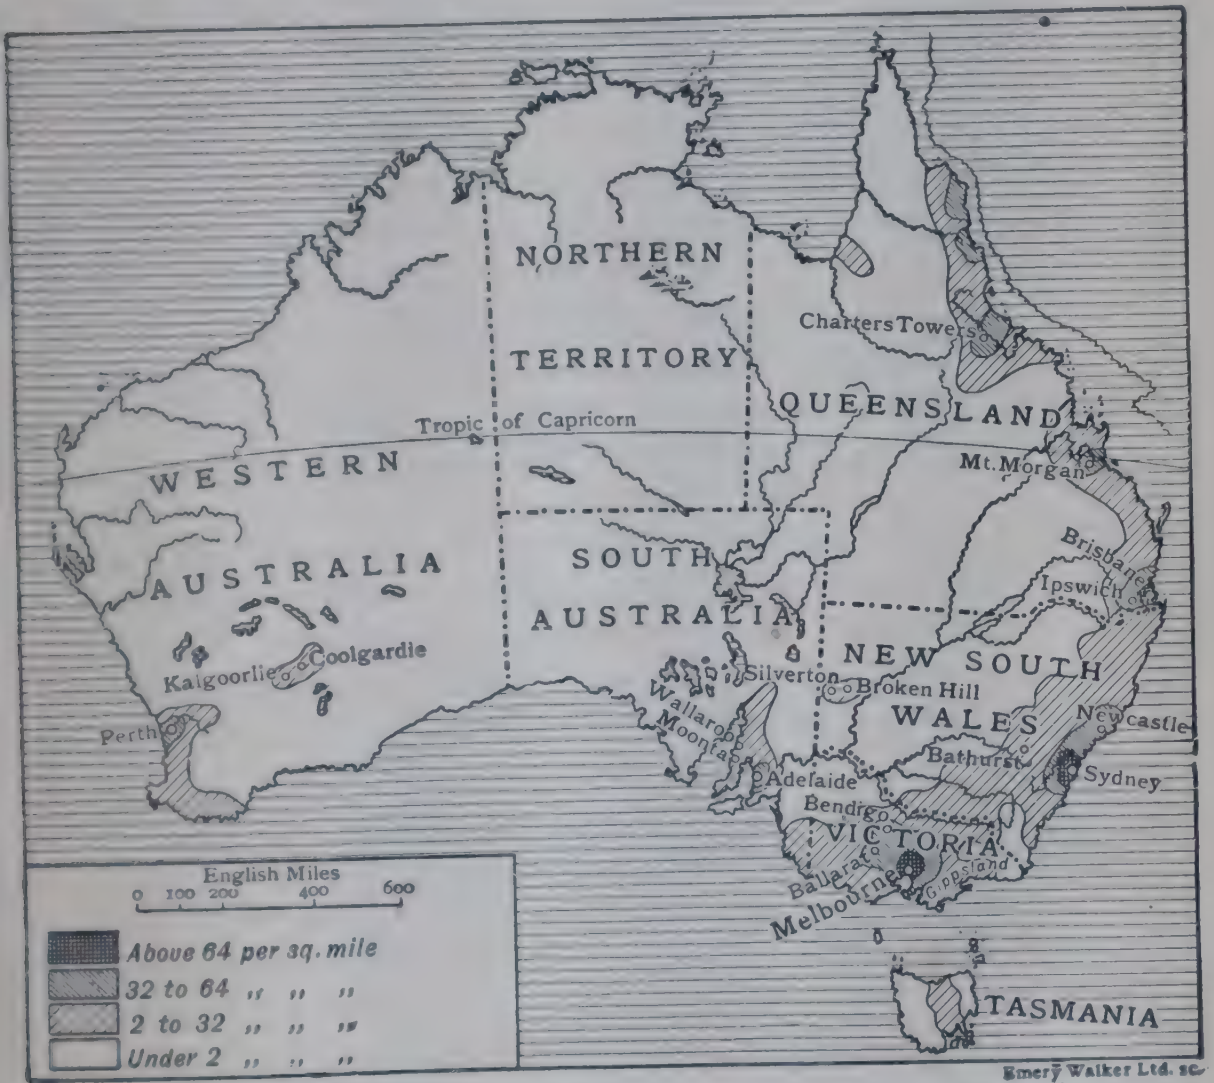 NORTHERN
Charters Towers
TERRITORY
QUEENSLAND
Tropic of Capricorn
Mt. Morgan
WESTERN
Brisbane
SOUTH
AUSTRALIA
Ipswich
AUSTRALIA
Coolgardie
NEW SOUTH
Kalgoorlie
Silverton
Broken Hill
Wallaroo
WALES
Newcastle
Perth
Moonta
Bathurst
Sydney
Adelaide
Bendigo
VICTORIA
Ballarat
Gippsland
Melbourne
English Miles
0 100 200 400 600
Above 64 per sq. mile
32 to 64 " " "
2 to 32 " " "
Under 2 " " "
TASMANIA
Emery Walker Ltd. sc.